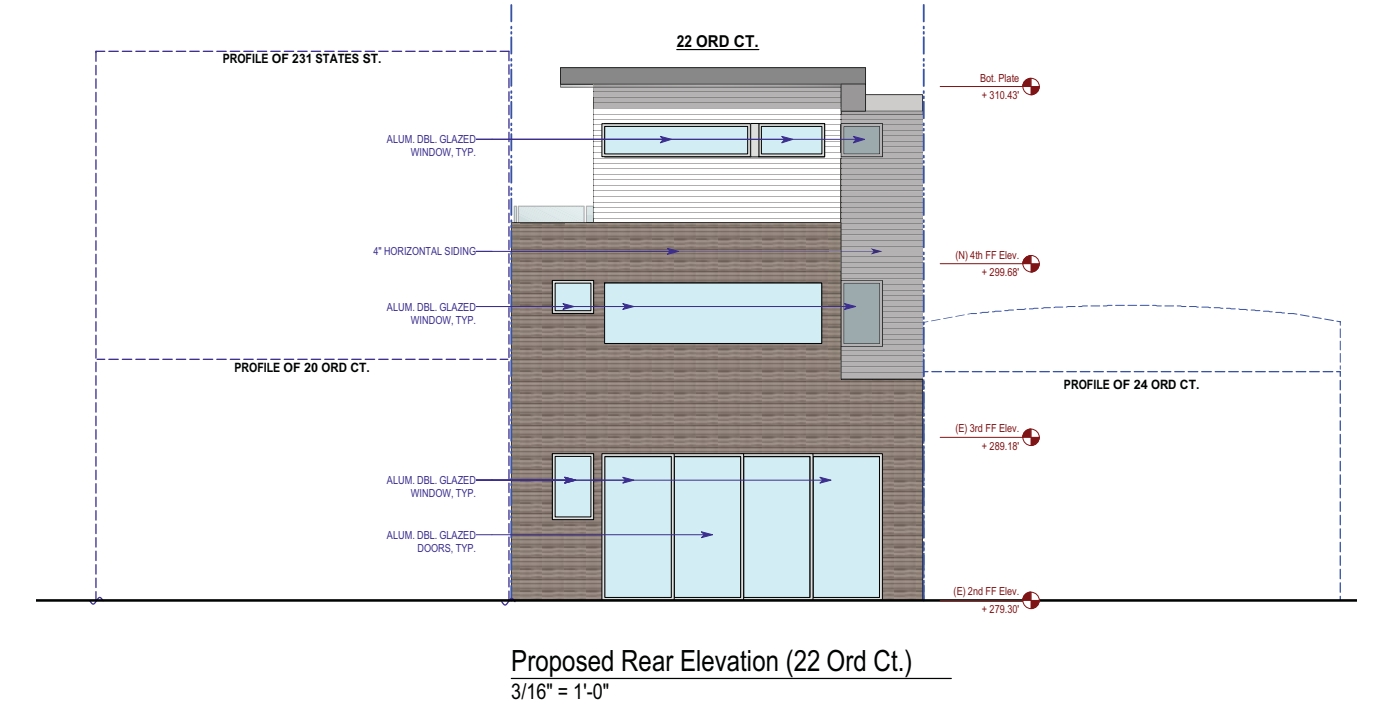 22 ORD CT.
PROFILE OF 231 STATES ST.
Bot. Plate
+ 310.43'
ALUM. DBL. GLAZED
WINDOW, TYP.
4" HORIZONTAL SIDING
(N) 4th FF Elev.
+ 299.68'
ALUM. DBL. GLAZED
WINDOW, TYP.
PROFILE OF 20 ORD CT.
PROFILE OF 24 ORD CT.
(E) 3rd FF Elev.
+ 289.18'
ALUM. DBL. GLAZED
WINDOW, TYP.
ALUM. DBL. GLAZED
DOORS, TYP.
(E) 2nd FF Elev.
+ 279.30'
Proposed Rear Elevation (22 Ord Ct.)
3/16" = 1'-0"